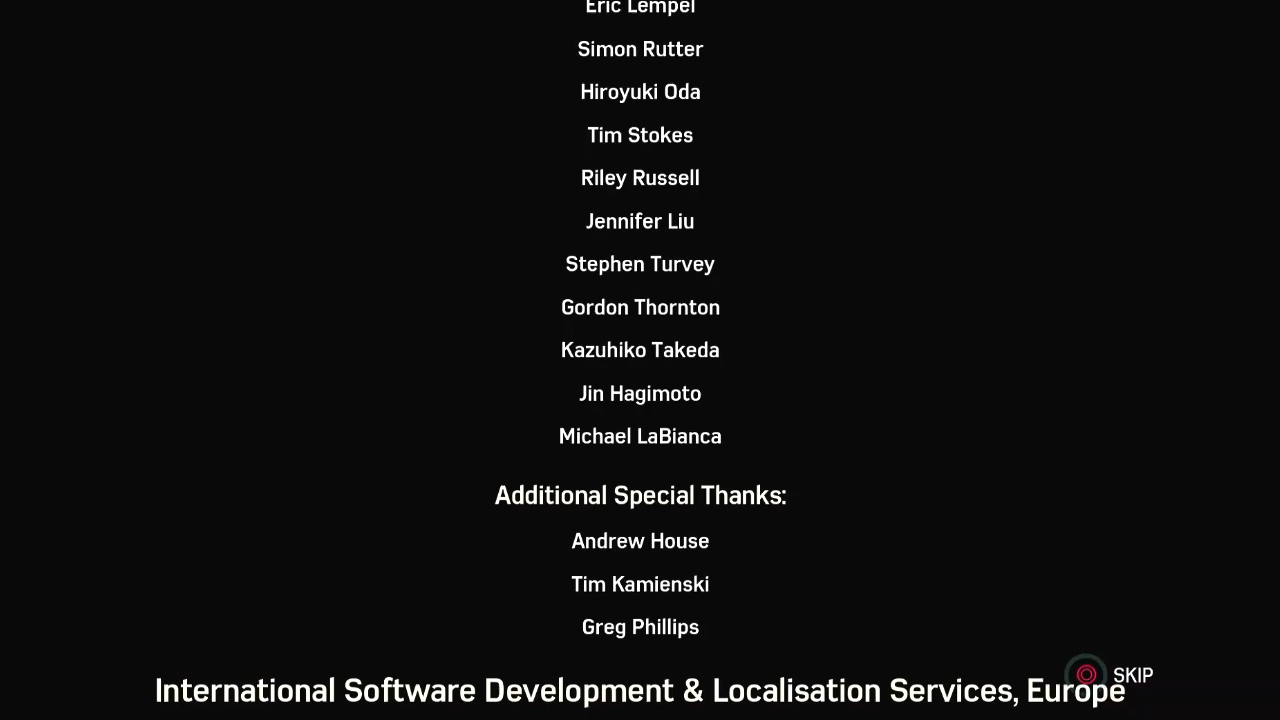 Eric Lempel
Simon Rutter
Hiroyuki Oda
Tim Stokes
Riley Russell
Jennifer Liu
Stephen Turvey
Gordon Thornton
Kazuhiko Takeda
Jin Hagimoto
Michael LaBianca
Additional Special Thanks:
Andrew House
Tim Kamienski
Greg Phillips
SKIP
International Software Development & Localisation Services, Europe